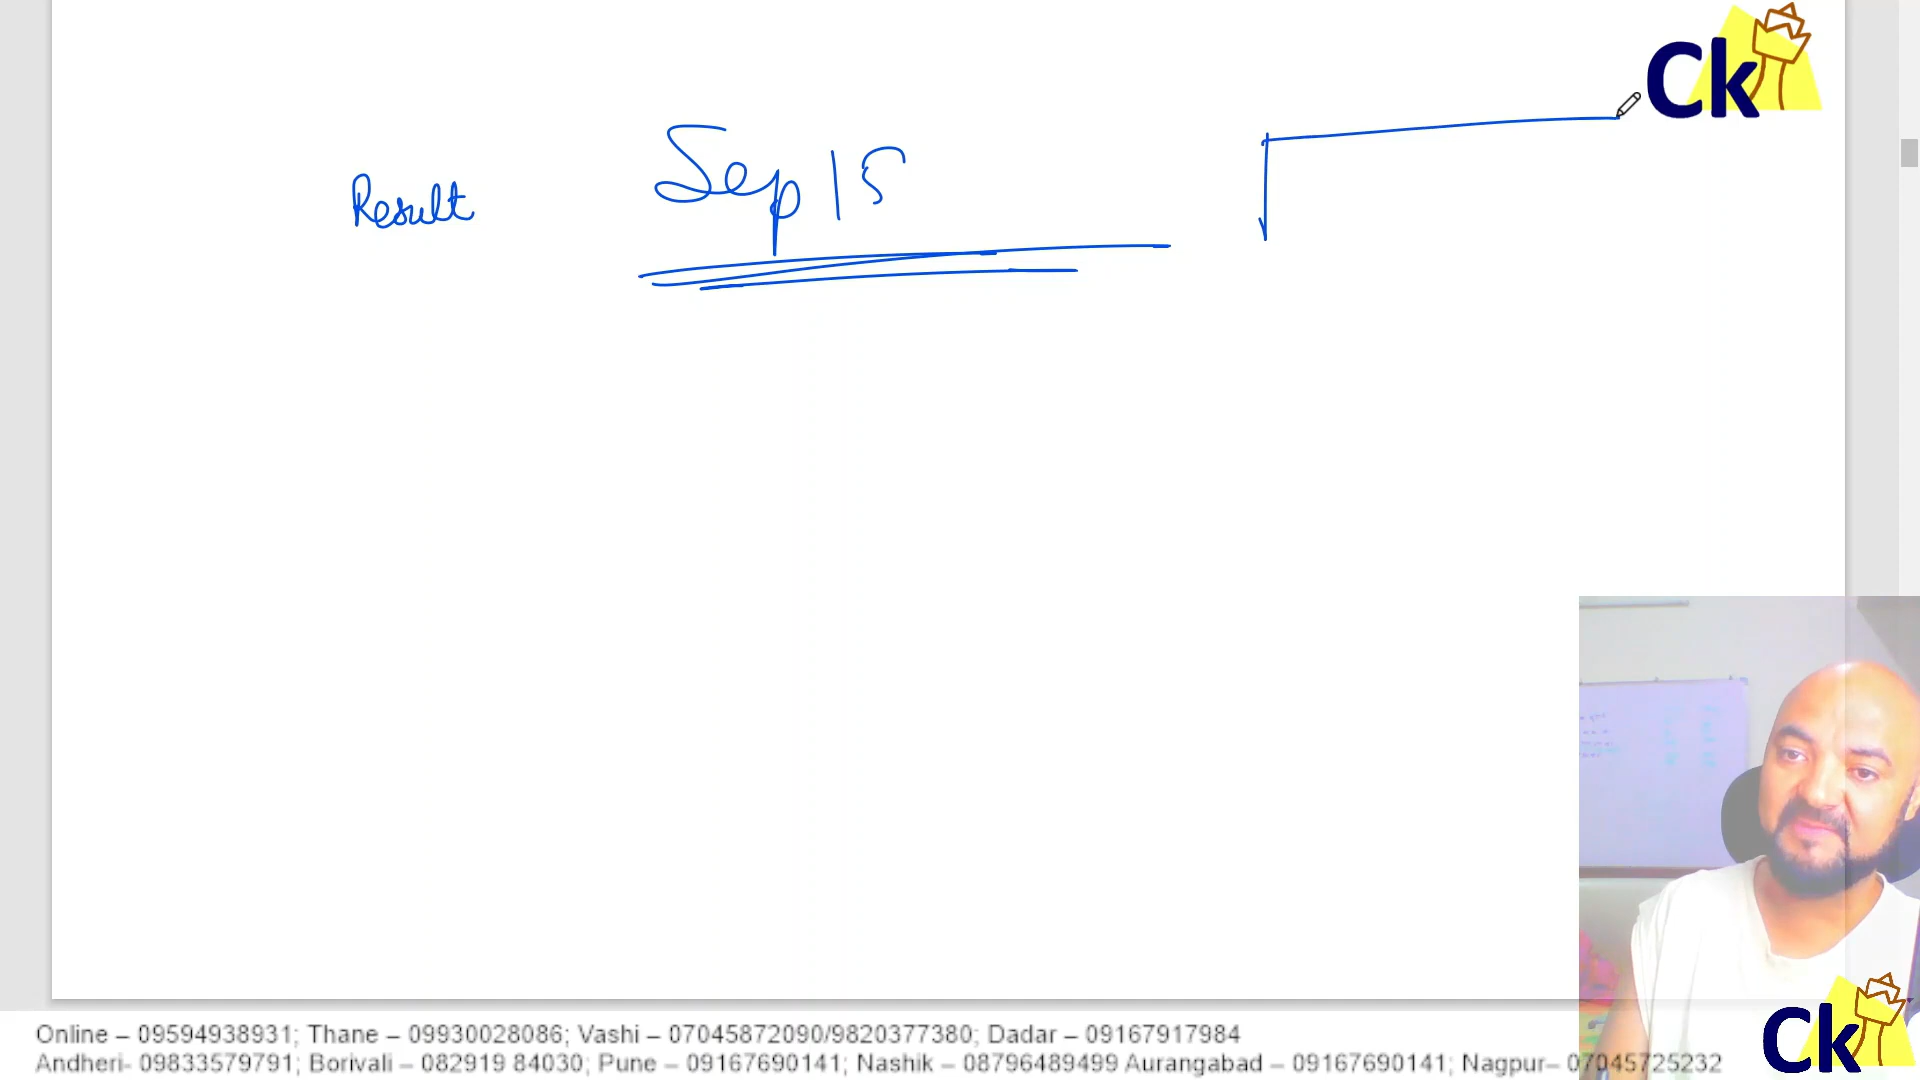 Ck
Result Sep 15
Online – 09594938931; Thane – 09930028086; Vashi – 07045872090/9820377380; Dadar – 09167917984
Andheri- 09833579791; Borivali – 082919 84030; Pune – 09167690141; Nashik – 08796489499 Aurangabad – 09167690141; Nagpur– 07045725232
Ck